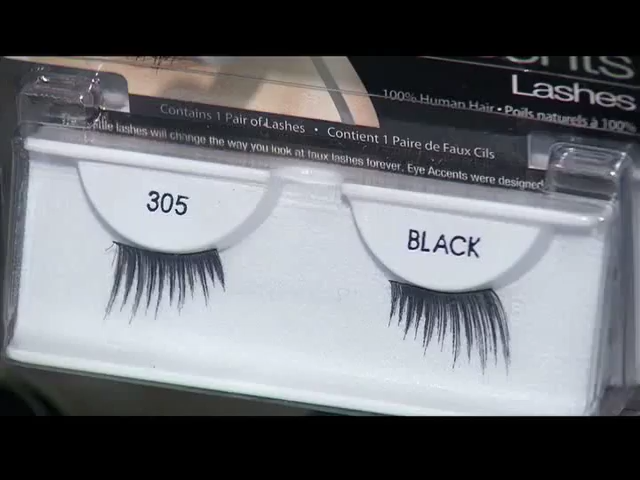 Lashes
100% Human Hair • Poils naturels à 100%
Contains 1 Pair of Lashes • Contient 1 Paire de Faux Cils
lashes will change the way you look at faux lashes forever. Eye Accents were designed
305
BLACK